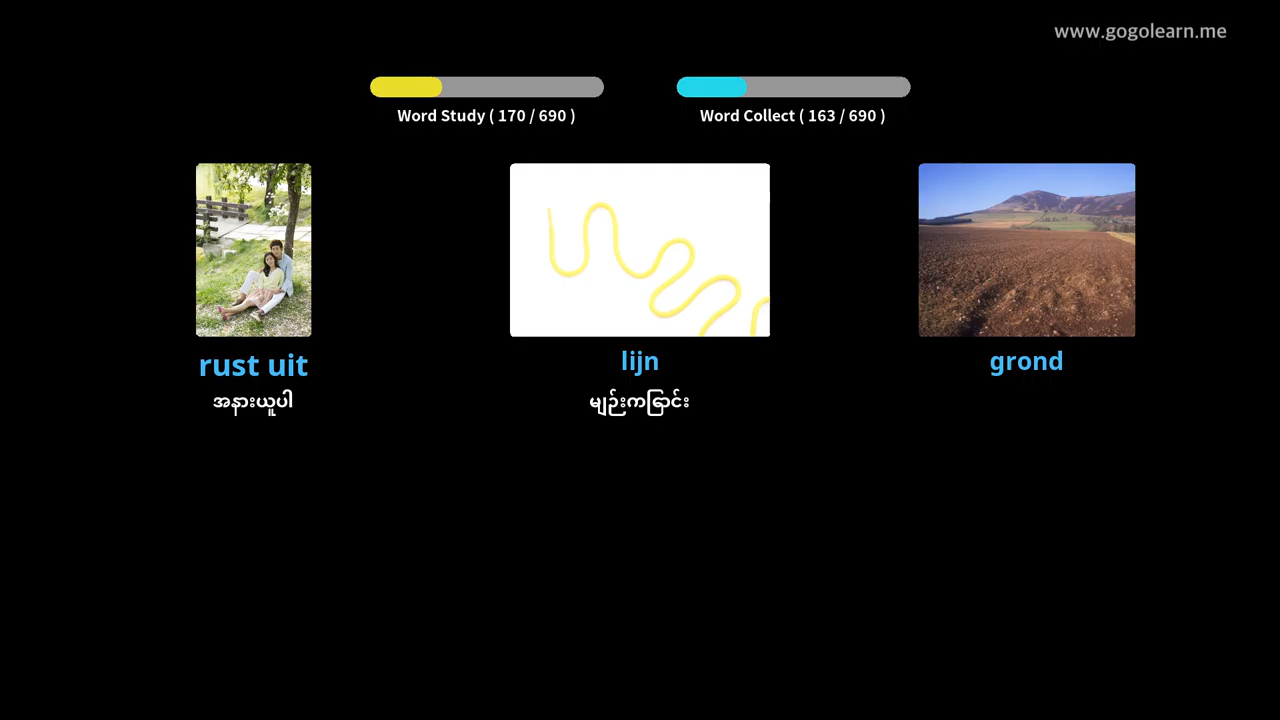 www.gogolearn.me
Word Study ( 170 / 690 )
Word Collect ( 163 / 690 )
rust uit
အနားယူပါ
lijn
မျဉ်းကြောင်း
grond